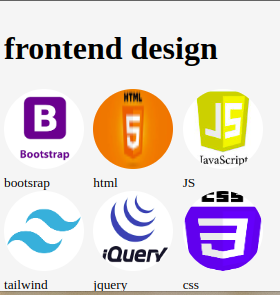 frontend design
B
Bootstrap
HTML
5
JS
JavaScript
bootsrap
html
JS
jQuery
CSS
3
tailwind
jquery
css